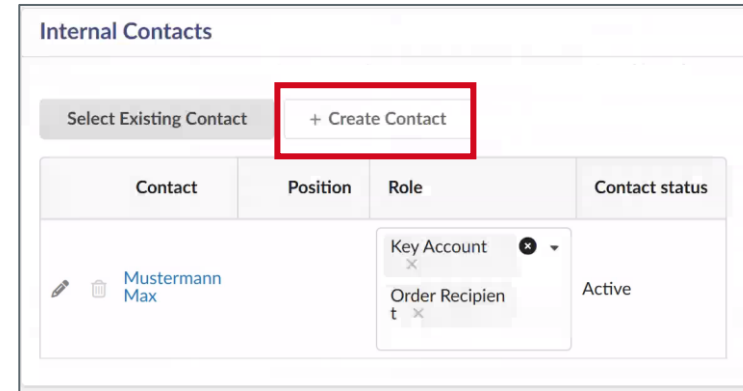 Internal Contacts
Select Existing Contact
+ Create Contact
Contact Position Role Contact status
Mustermann
Max
Key Account
Order Recipien
t
Active